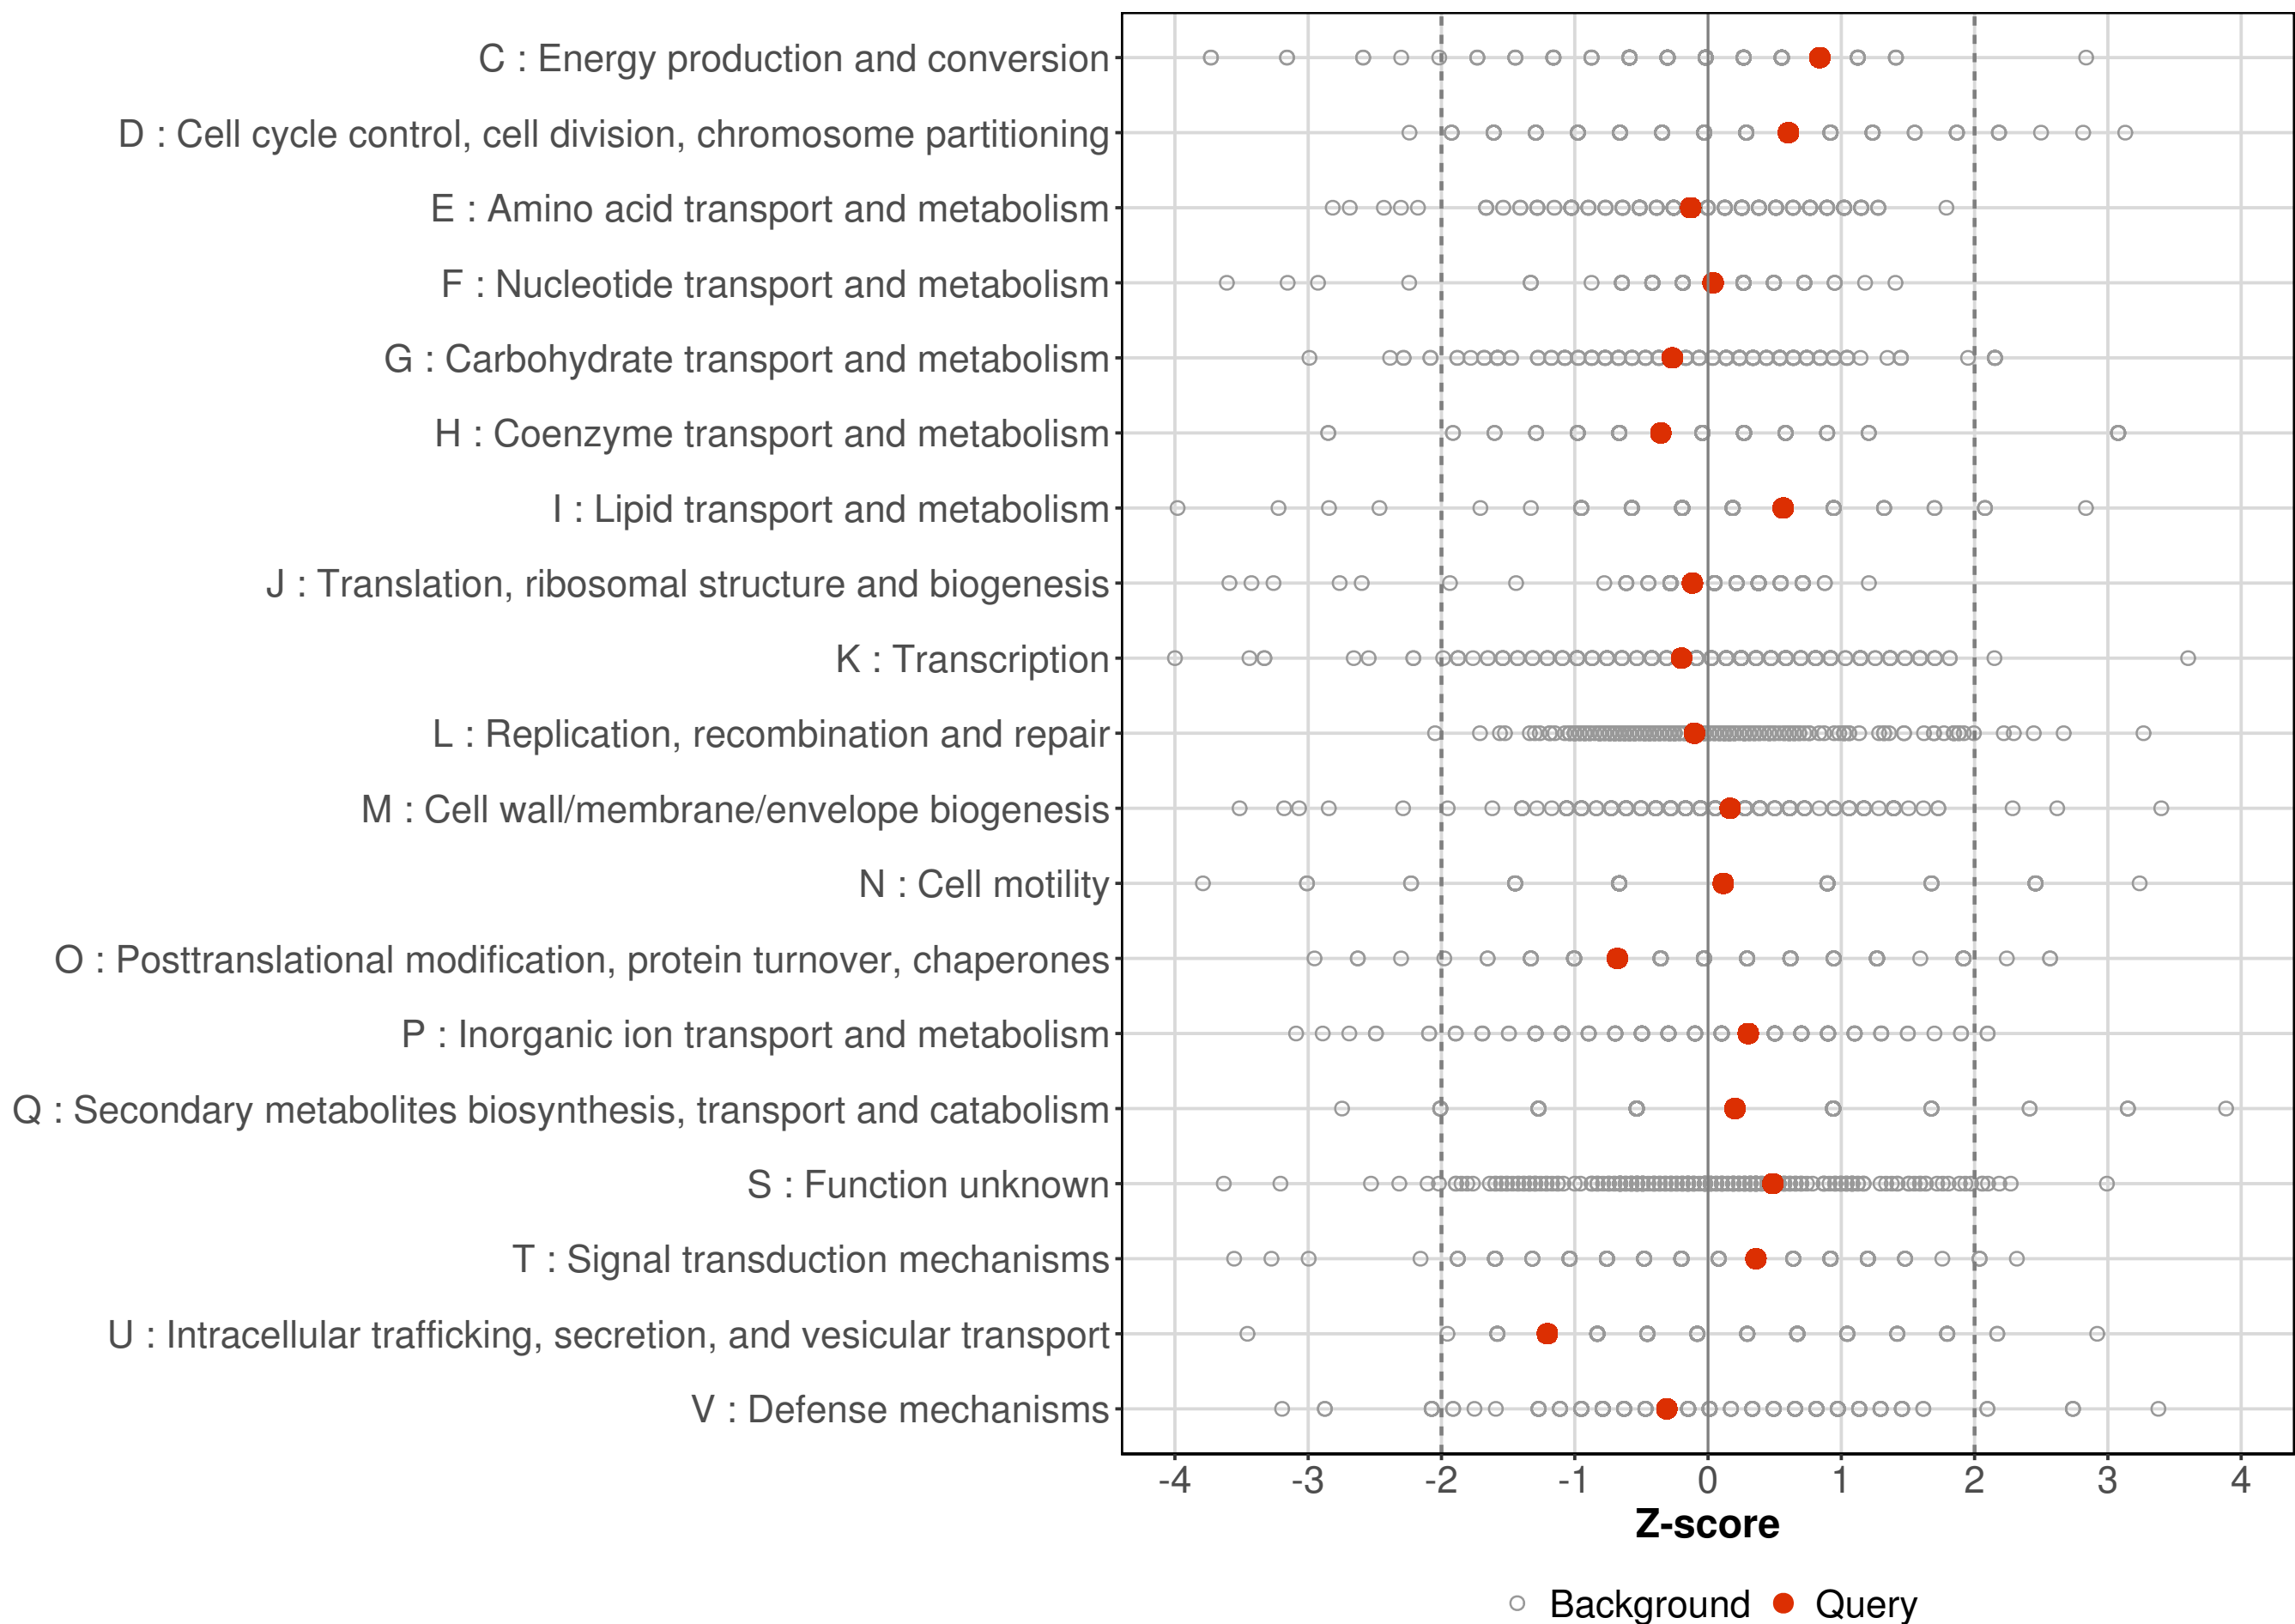 C : Energy production and conversion
D : Cell cycle control, cell division, chromosome partitioning
E : Amino acid transport and metabolism
F : Nucleotide transport and metabolism
G : Carbohydrate transport and metabolism
H : Coenzyme transport and metabolism
I : Lipid transport and metabolism
J : Translation, ribosomal structure and biogenesis
K : Transcription
L : Replication, recombination and repair
M : Cell wall/membrane/envelope biogenesis
N : Cell motility
O : Posttranslational modification, protein turnover, chaperones
P : Inorganic ion transport and metabolism
Q : Secondary metabolites biosynthesis, transport and catabolism
S : Function unknown
T : Signal transduction mechanisms
U : Intracellular trafficking, secretion, and vesicular transport
V : Defense mechanisms
-4 -3 -2 -1 0 1 2 3 4
Z-score
Background Query